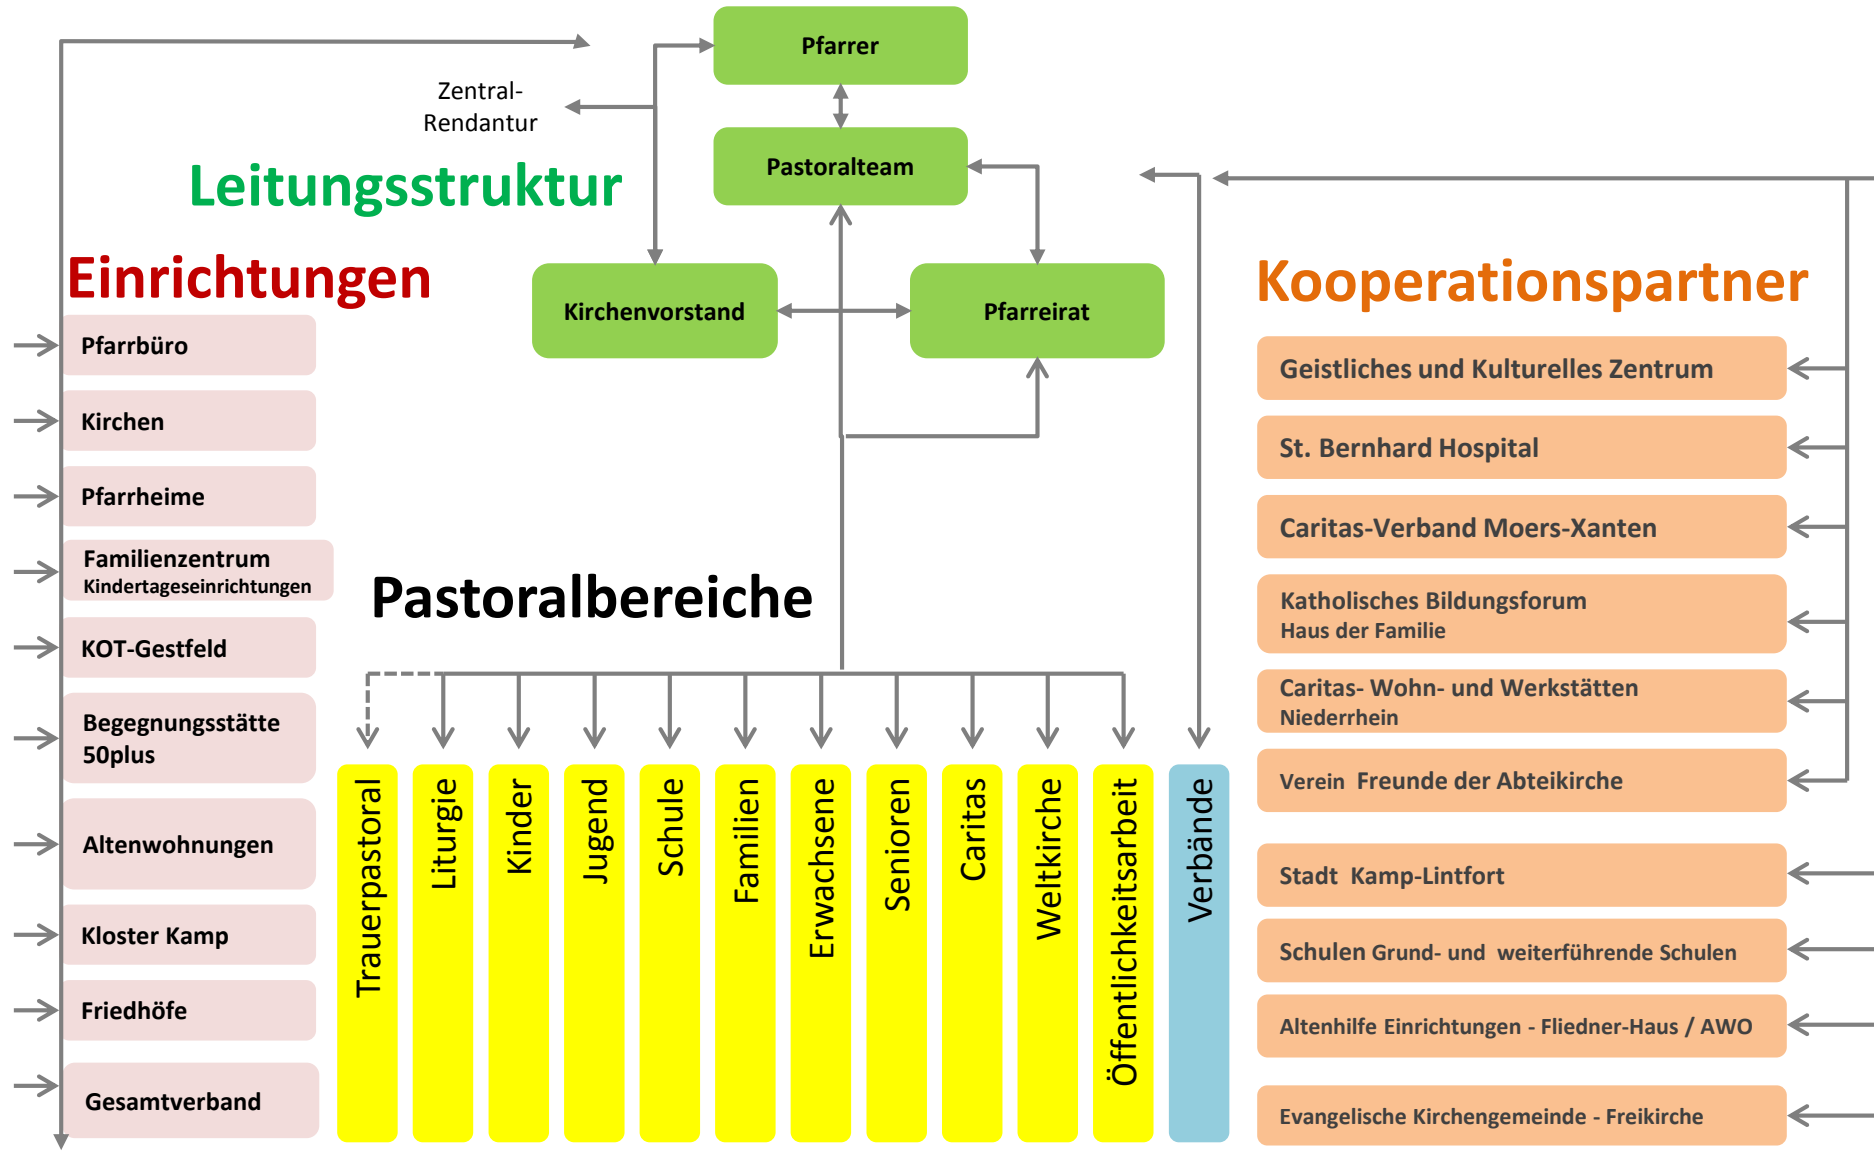 Pfarrer
Zentral-
Rendantur
Pastoralteam
Leitungsstruktur
Einrichtungen
Kirchenvorstand
Pfarreirat
Kooperationspartner
Pfarrbüro
Kirchen
Pfarrheime
Familienzentrum
Kindertageseinrichtungen
KOT-Gestfeld
Begegnungsstätte
50plus
Altenwohnungen
Kloster Kamp
Friedhöfe
Gesamtverband
Pastoralbereiche
Trauerpastoral
Liturgie
Kinder
Jugend
Schule
Familien
Erwachsene
Senioren
Caritas
Weltkirche
Öffentlichkeitsarbeit
Verbände
Geistliches und Kulturelles Zentrum
St. Bernhard Hospital
Caritas-Verband Moers-Xanten
Katholisches Bildungsforum
Haus der Familie
Caritas- Wohn- und Werkstätten
Niederrhein
Verein Freunde der Abteikirche
Stadt Kamp-Lintfort
Schulen Grund- und weiterführende Schulen
Altenhilfe Einrichtungen - Fliedner-Haus / AWO
Evangelische Kirchengemeinde - Freikirche